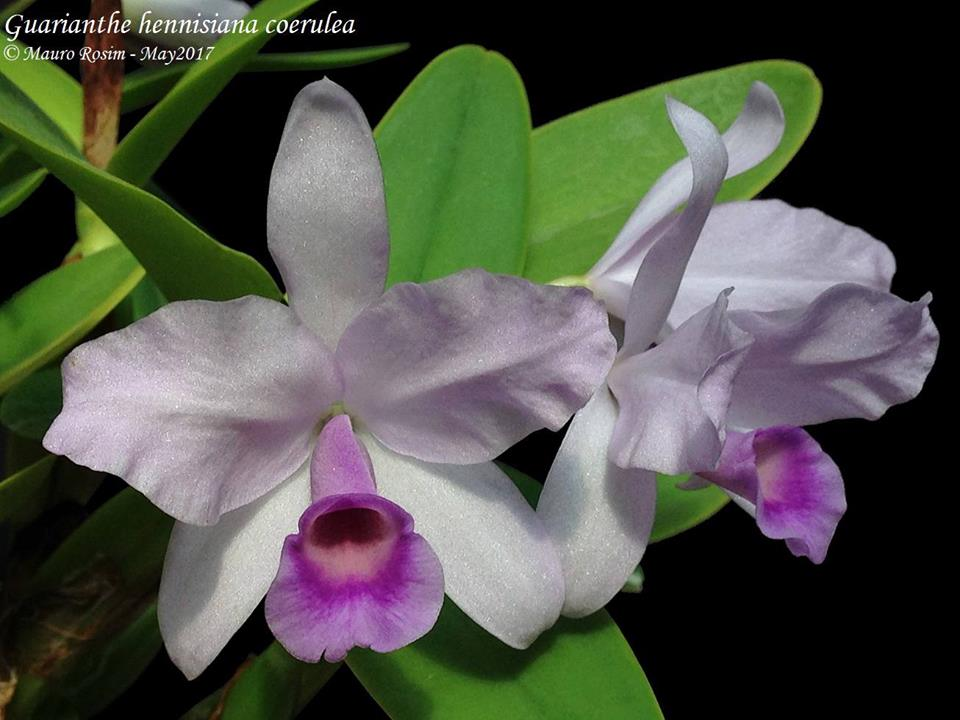 Guarianthe hennisiana coerulea
© Mauro Rosim - May2017